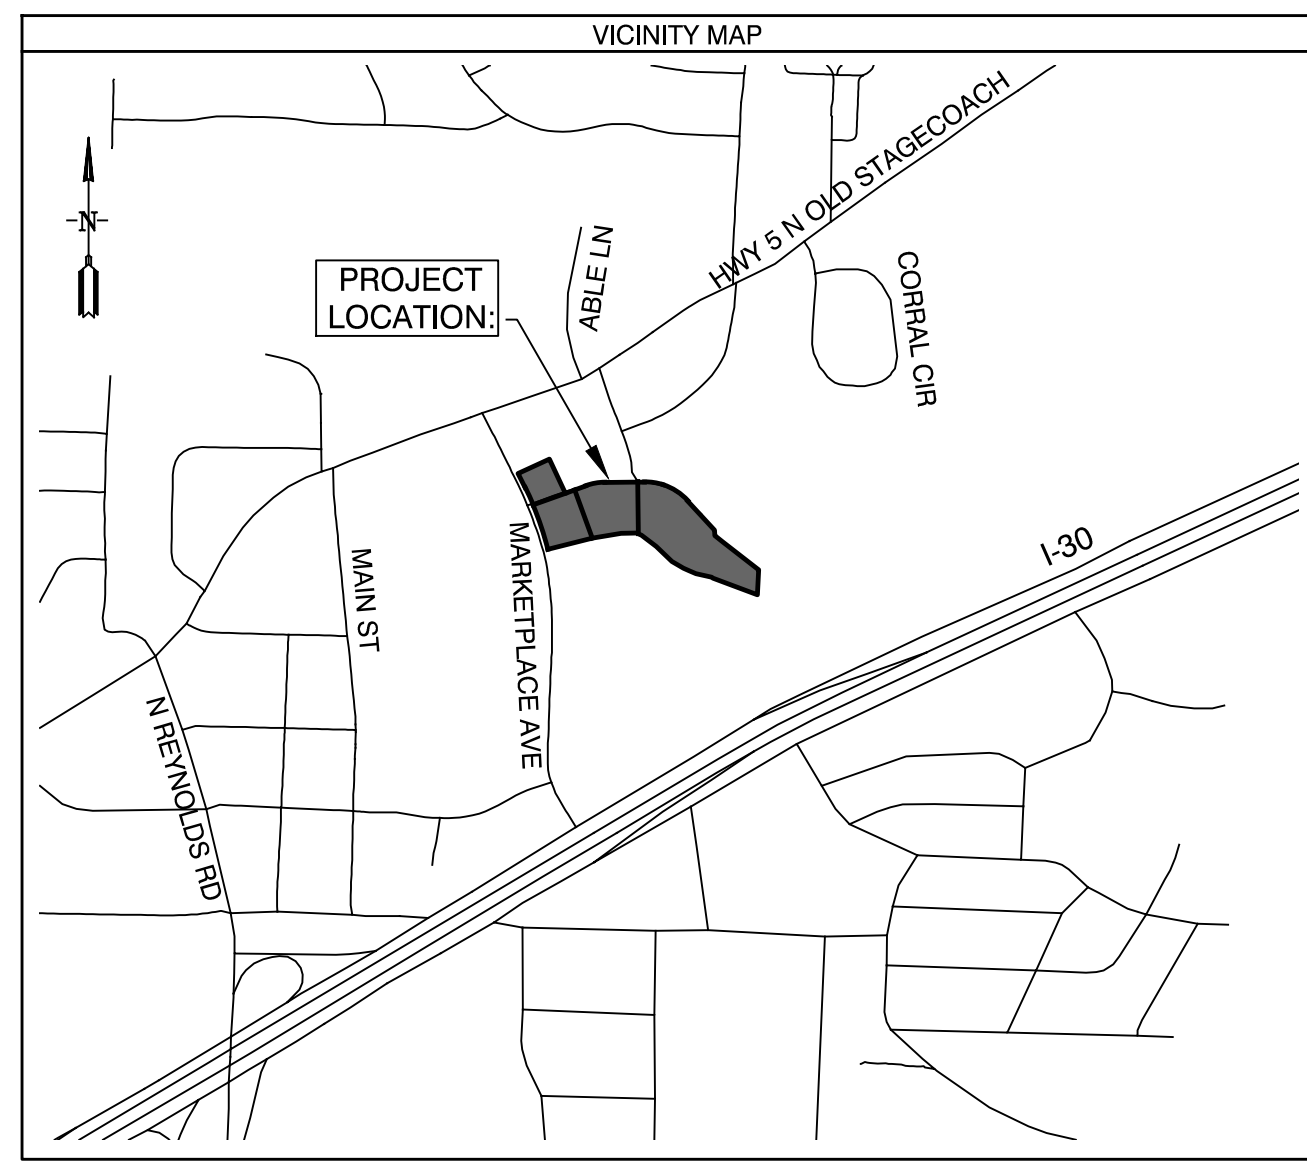 VICINITY MAP
HWY 5 N OLD STAGECOACH
-N-
ABLE LN
PROJECT
LOCATION:
CORRAL CIR
I-30
MAIN ST
MARKETPLACE AVE
N REYNOLDS RD